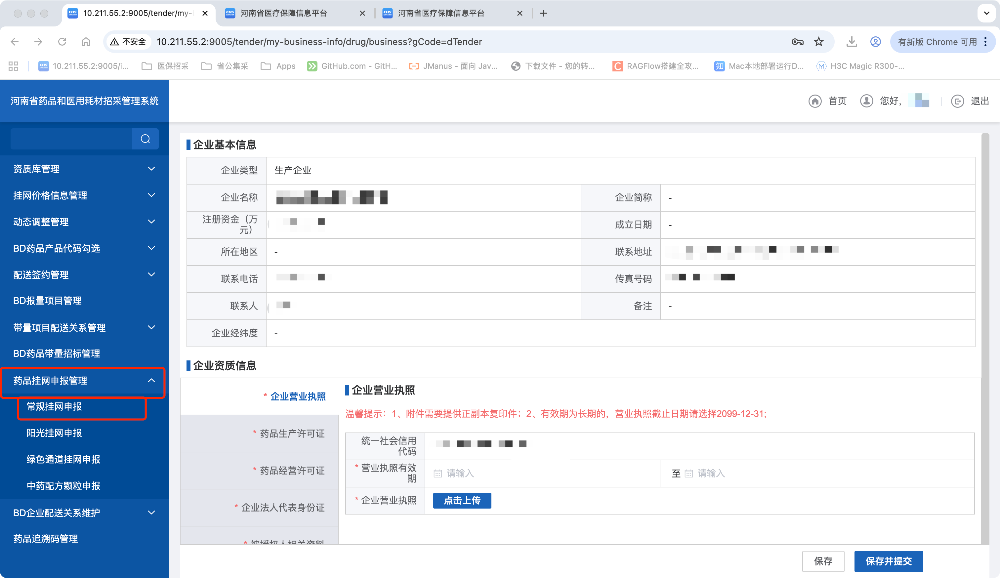 10.211.55.2:9005/tender/my-
河南省医疗保障信息平台
河南省医疗保障信息平台
不安全
10.211.55.2:9005/tender/my-business-info/drug/business?gCode=dTender
有新版 Chrome 可用
10.211.55.2:9005/i...
医保招采
省公集采
Apps
GitHub.com - GitH...
JManus - 面向 Jav...
下载文件 - 您的转...
RAGFlow搭建全攻...
知 Mac本地部署运行D...
H3C Magic R300-...
河南省药品和医用耗材招采管理系统
首页
您好,
退出
资质库管理
挂网价格信息管理
动态调整管理
BD药品产品代码勾选
配送签约管理
BD报量项目管理
带量项目配送关系管理
BD药品带量招标管理
药品挂网申报管理
常规挂网申报
阳光挂网申报
绿色通道挂网申报
中药配方颗粒申报
BD企业配送关系维护
药品追溯码管理
企业基本信息
企业类型 生产企业
企业名称
企业简称 -
注册资金（万
元）
成立日期 -
所在地区 -
联系地址
联系电话
传真号码
联系人
备注 -
企业经纬度 -
企业资质信息
* 企业营业执照
* 药品生产许可证
* 药品经营许可证
* 企业法人代表身份证
* 被授权人相关资料
企业营业执照
温馨提示：1、附件需要提供正副本复印件；2、有效期为长期的，营业执照截止日期请选择2099-12-31;
统一社会信用
代码
* 营业执照有效
期
请输入
至 请输入
* 企业营业执照 点击上传
保存
保存并提交